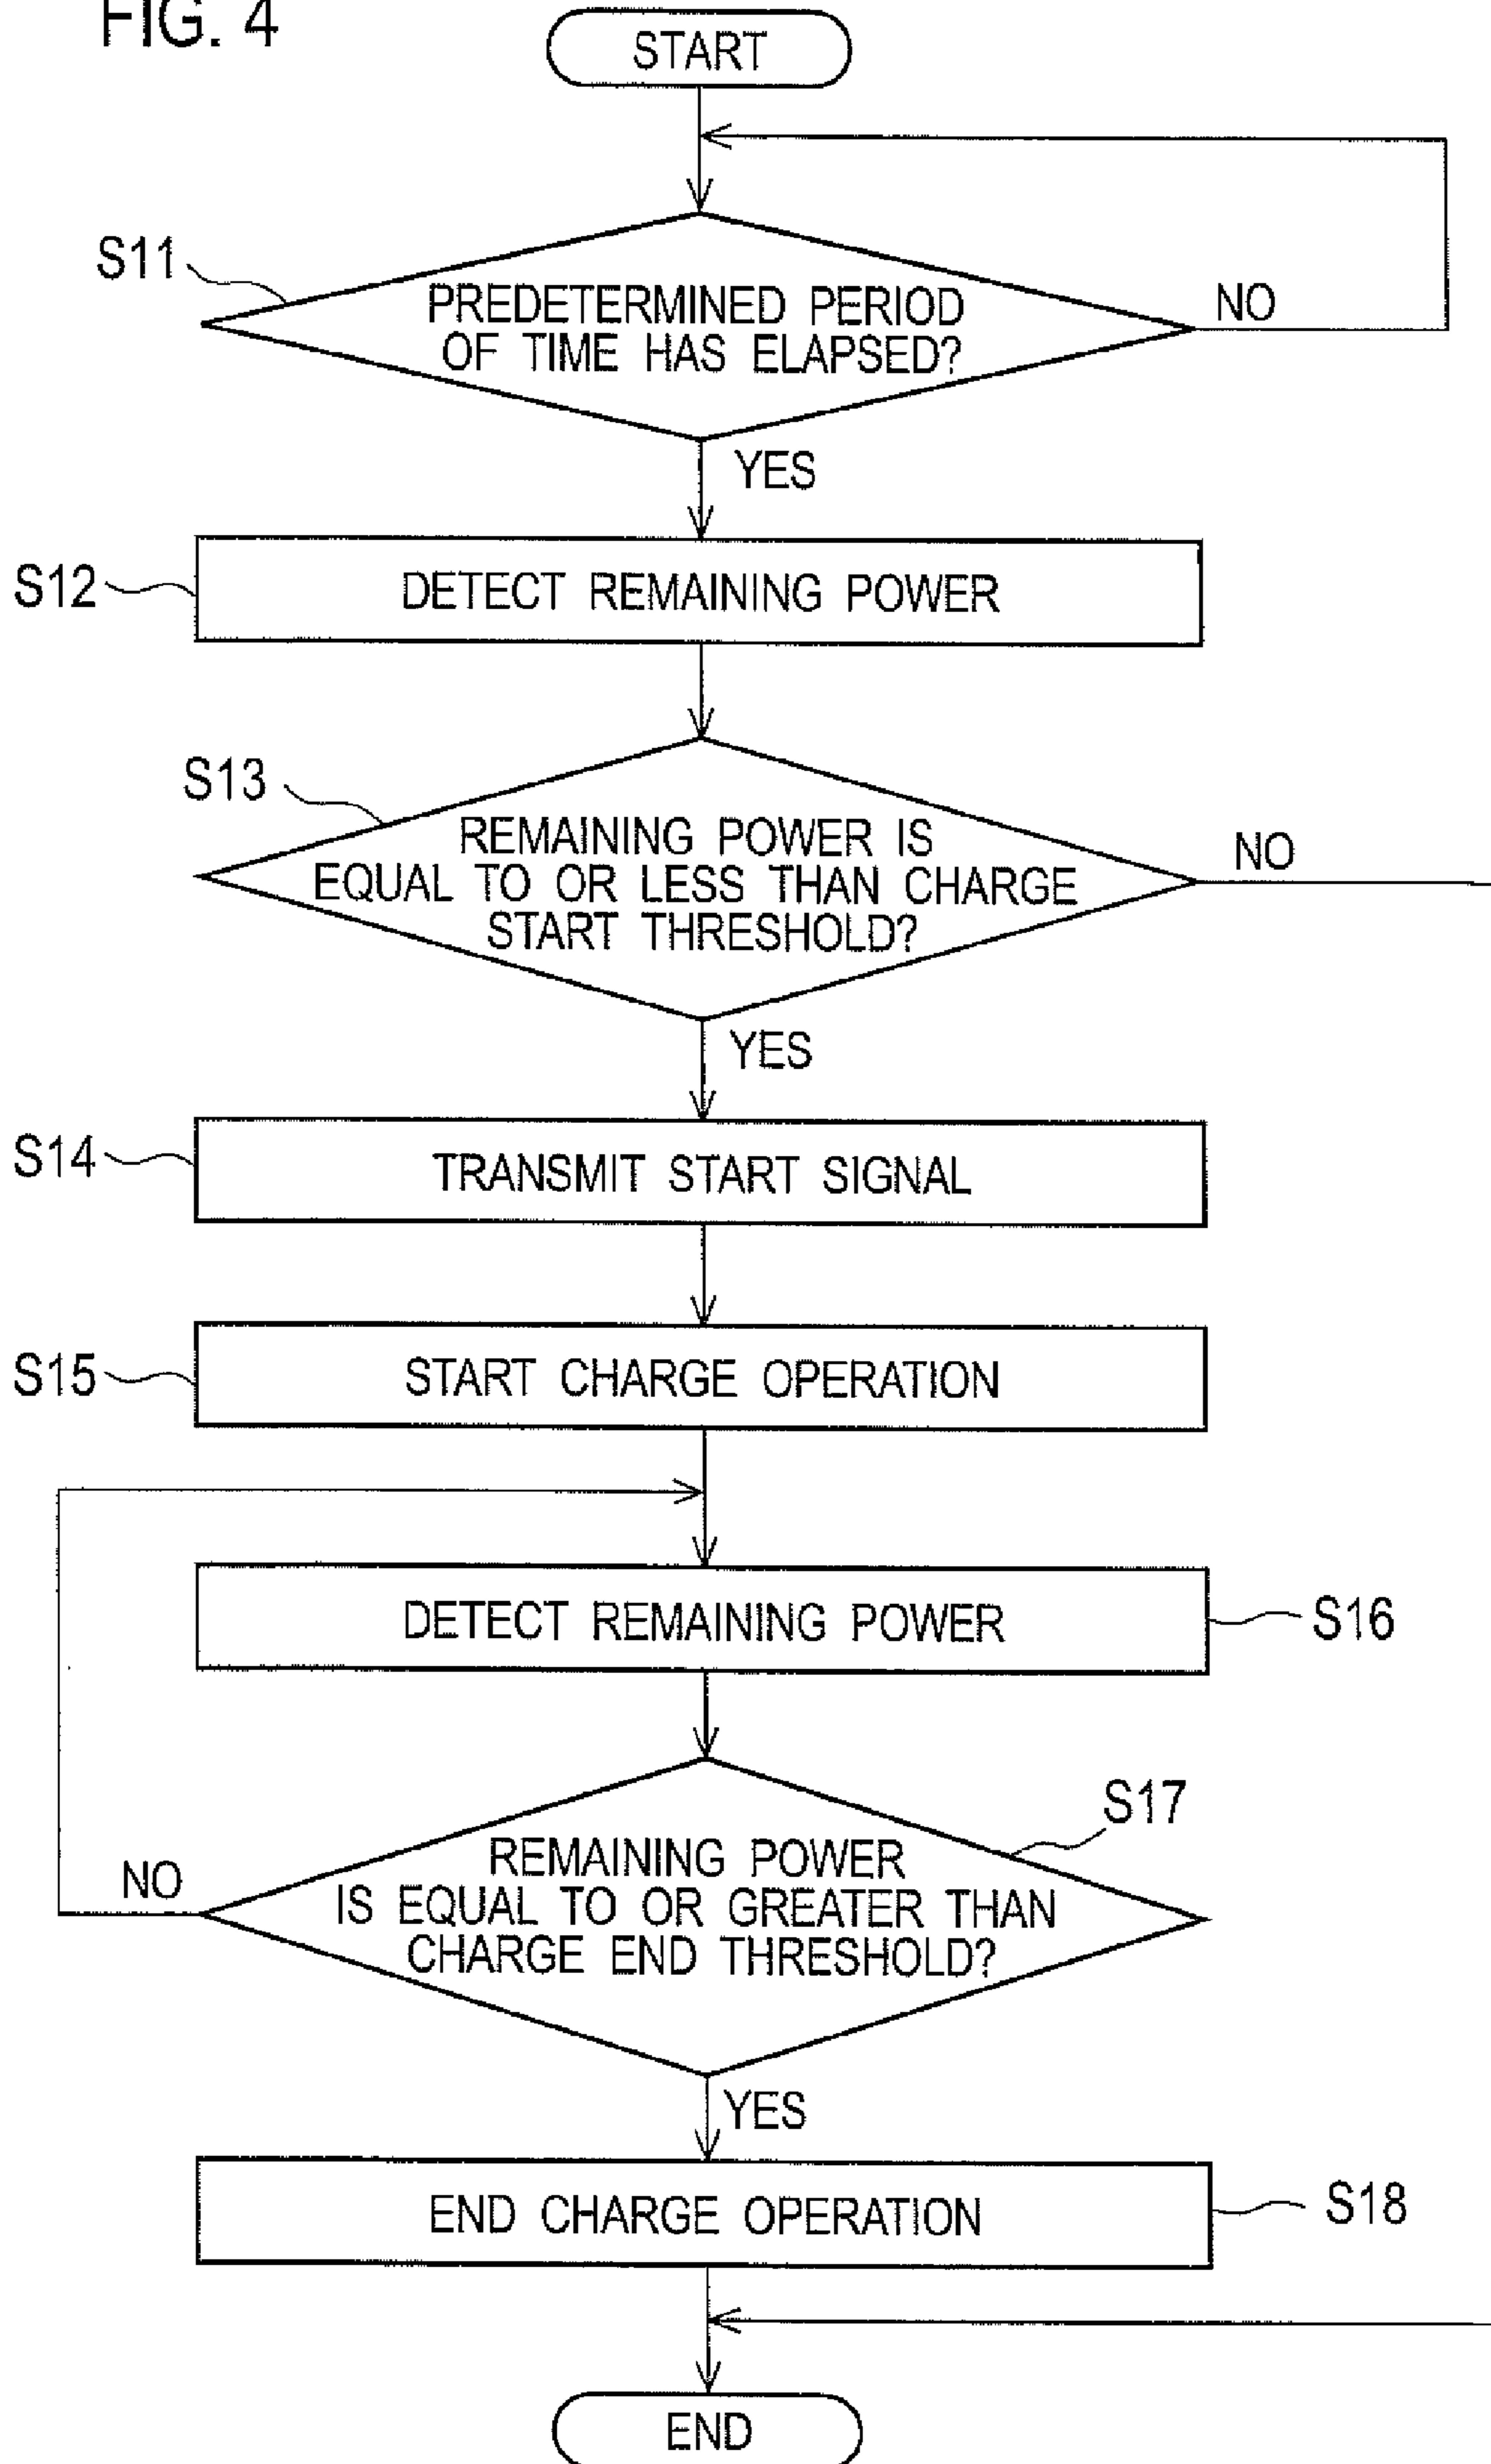 FIG. 4
START
S11
PREDETERMINED PERIOD
OF TIME HAS ELAPSED?
NO
YES
S12
DETECT REMAINING POWER
S13
REMAINING POWER IS
EQUAL TO OR LESS THAN CHARGE
START THRESHOLD?
NO
YES
S14
TRANSMIT START SIGNAL
S15
START CHARGE OPERATION
DETECT REMAINING POWER
S16
S17
REMAINING POWER
IS EQUAL TO OR GREATER THAN
CHARGE END THRESHOLD?
NO
YES
END CHARGE OPERATION
S18
END